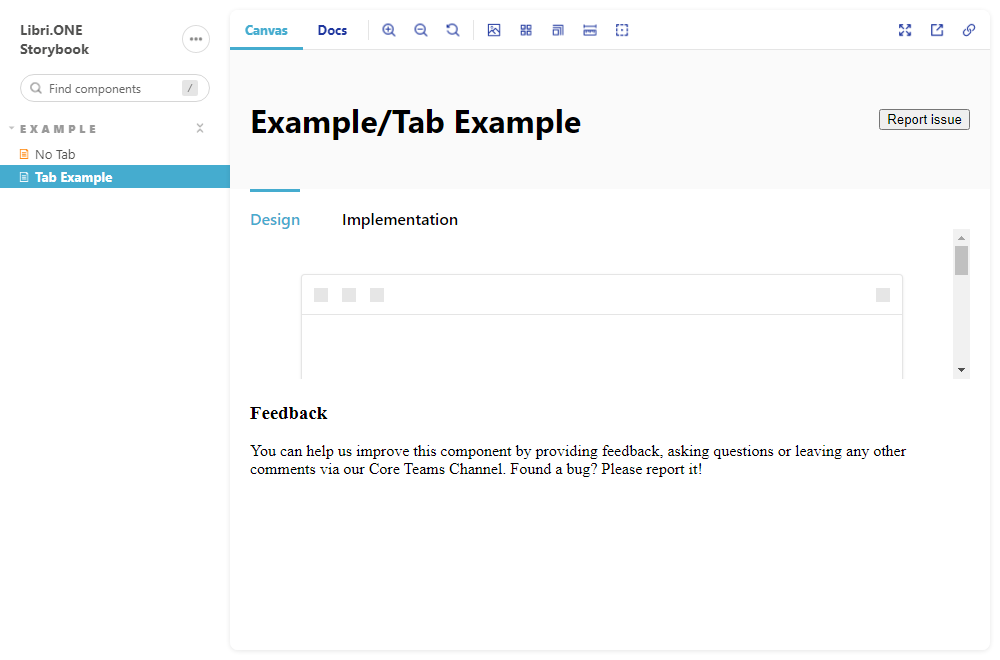 Libri.ONE
Storybook
Find components
/
EXAMPLE
No Tab
Tab Example
Canvas
Docs
Example/Tab Example
Report issue
Design
Implementation
Feedback
You can help us improve this component by providing feedback, asking questions or leaving any other
comments via our Core Teams Channel. Found a bug? Please report it!